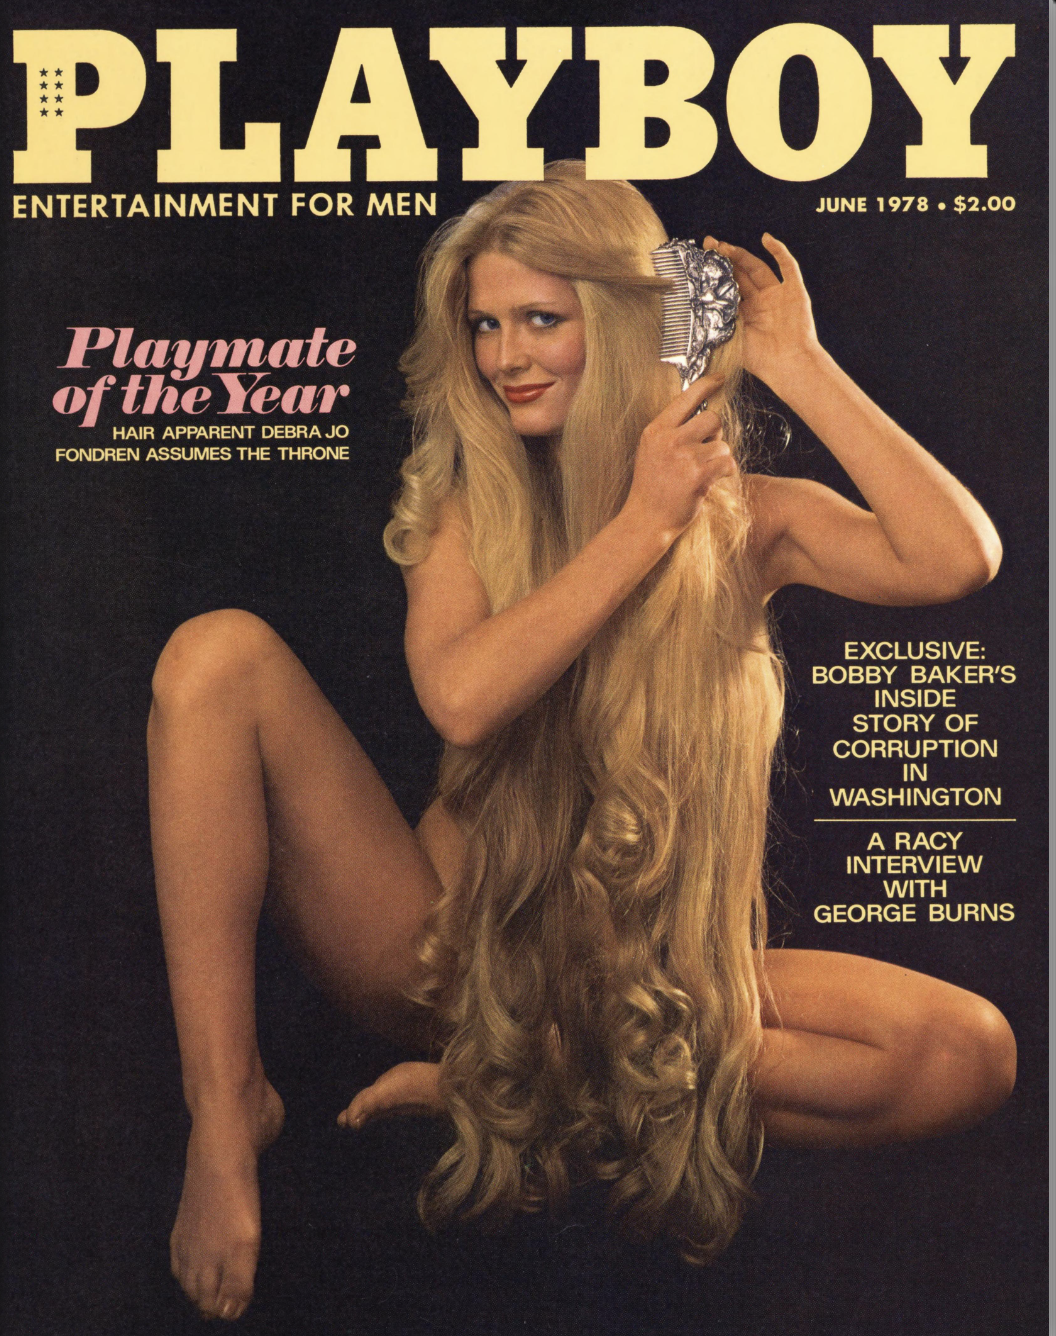 PLAYBOY
ENTERTAINMENT FOR MEN
JUNE 1978 • $2.00
Playmate
of the Year
HAIR APPARENT DEBRA JO
FONDREN ASSUMES THE THRONE
EXCLUSIVE:
BOBBY BAKER'S
INSIDE
STORY OF
CORRUPTION
IN
WASHINGTON
A RACY
INTERVIEW
WITH
GEORGE BURNS